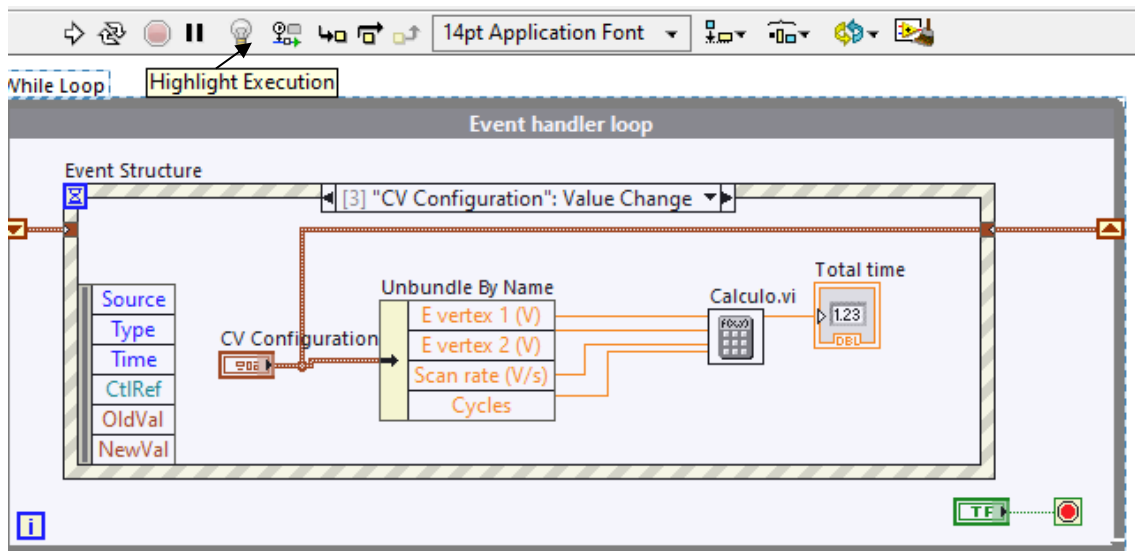 14pt Application Font
While Loop
Highlight Execution
Event handler loop
Event Structure
[3] "CV Configuration": Value Change
Source
Type
Time
CtlRef
OldVal
NewVal
CV Configuration
Unbundle By Name
E vertex 1 (V)
E vertex 2 (V)
Scan rate (V/s)
Cycles
Calculo.vi
Total time
1.23
DBL
TF
i